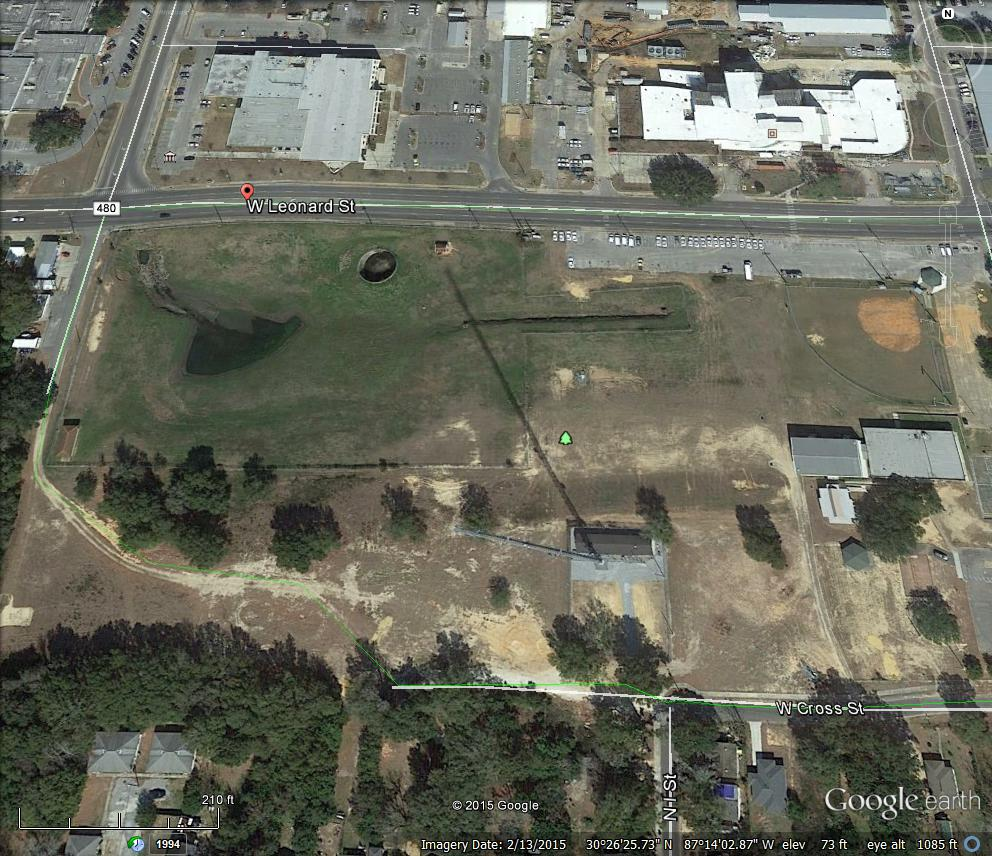 N
480
W Leonard St
W Cross St
N-I-St
210 ft
© 2015 Google
Google earth
1994
Imagery Date: 2/13/2015 30°26'25.73" N 87°14'02.87" W elev 73 ft eye alt 1085 ft